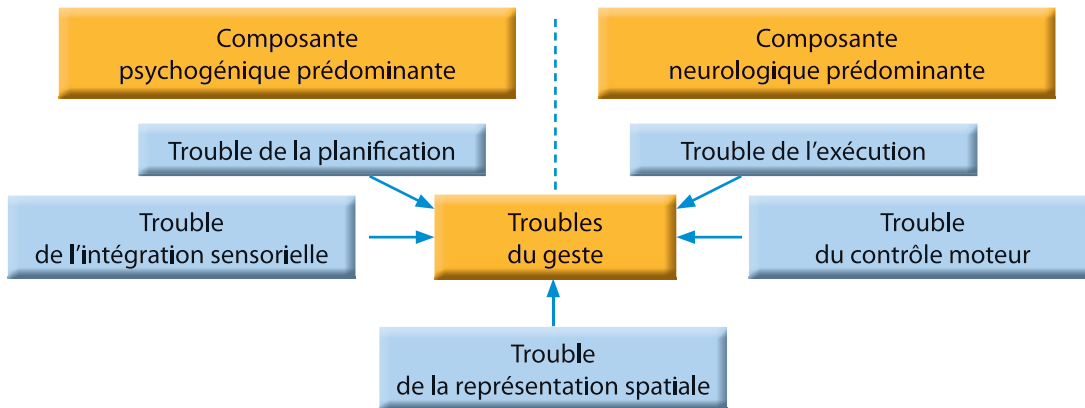 Composante
psychogénique prédominante
Composante
neurologique prédominante
Trouble de la planification
Trouble de l'exécution
Trouble
de l'intégration sensorielle
Troubles
du geste
Trouble
du contrôle moteur
Trouble
de la représentation spatiale